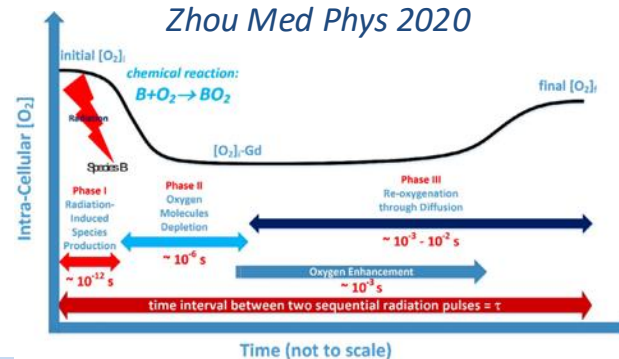 Zhou Med Phys 2020
initial [O₂]ᵢ
chemical reaction:
B+O₂→ BO₂
final [O₂]f
Radiation
Species B
[O₂]ᵢ-Gd
Phase I
Radiation-
Induced
Species
Production
~ 10⁻¹² s
Phase II
Oxygen
Molecules
Depletion
~ 10⁻⁶ s
Phase III
Re-oxygenation
through Diffusion
~ 10⁻³ - 10⁻² s
Oxygen Enhancement
~ 10⁻³ s
time interval between two sequential radiation pulses = τ
Intra-Cellular [O₂]
Time (not to scale)